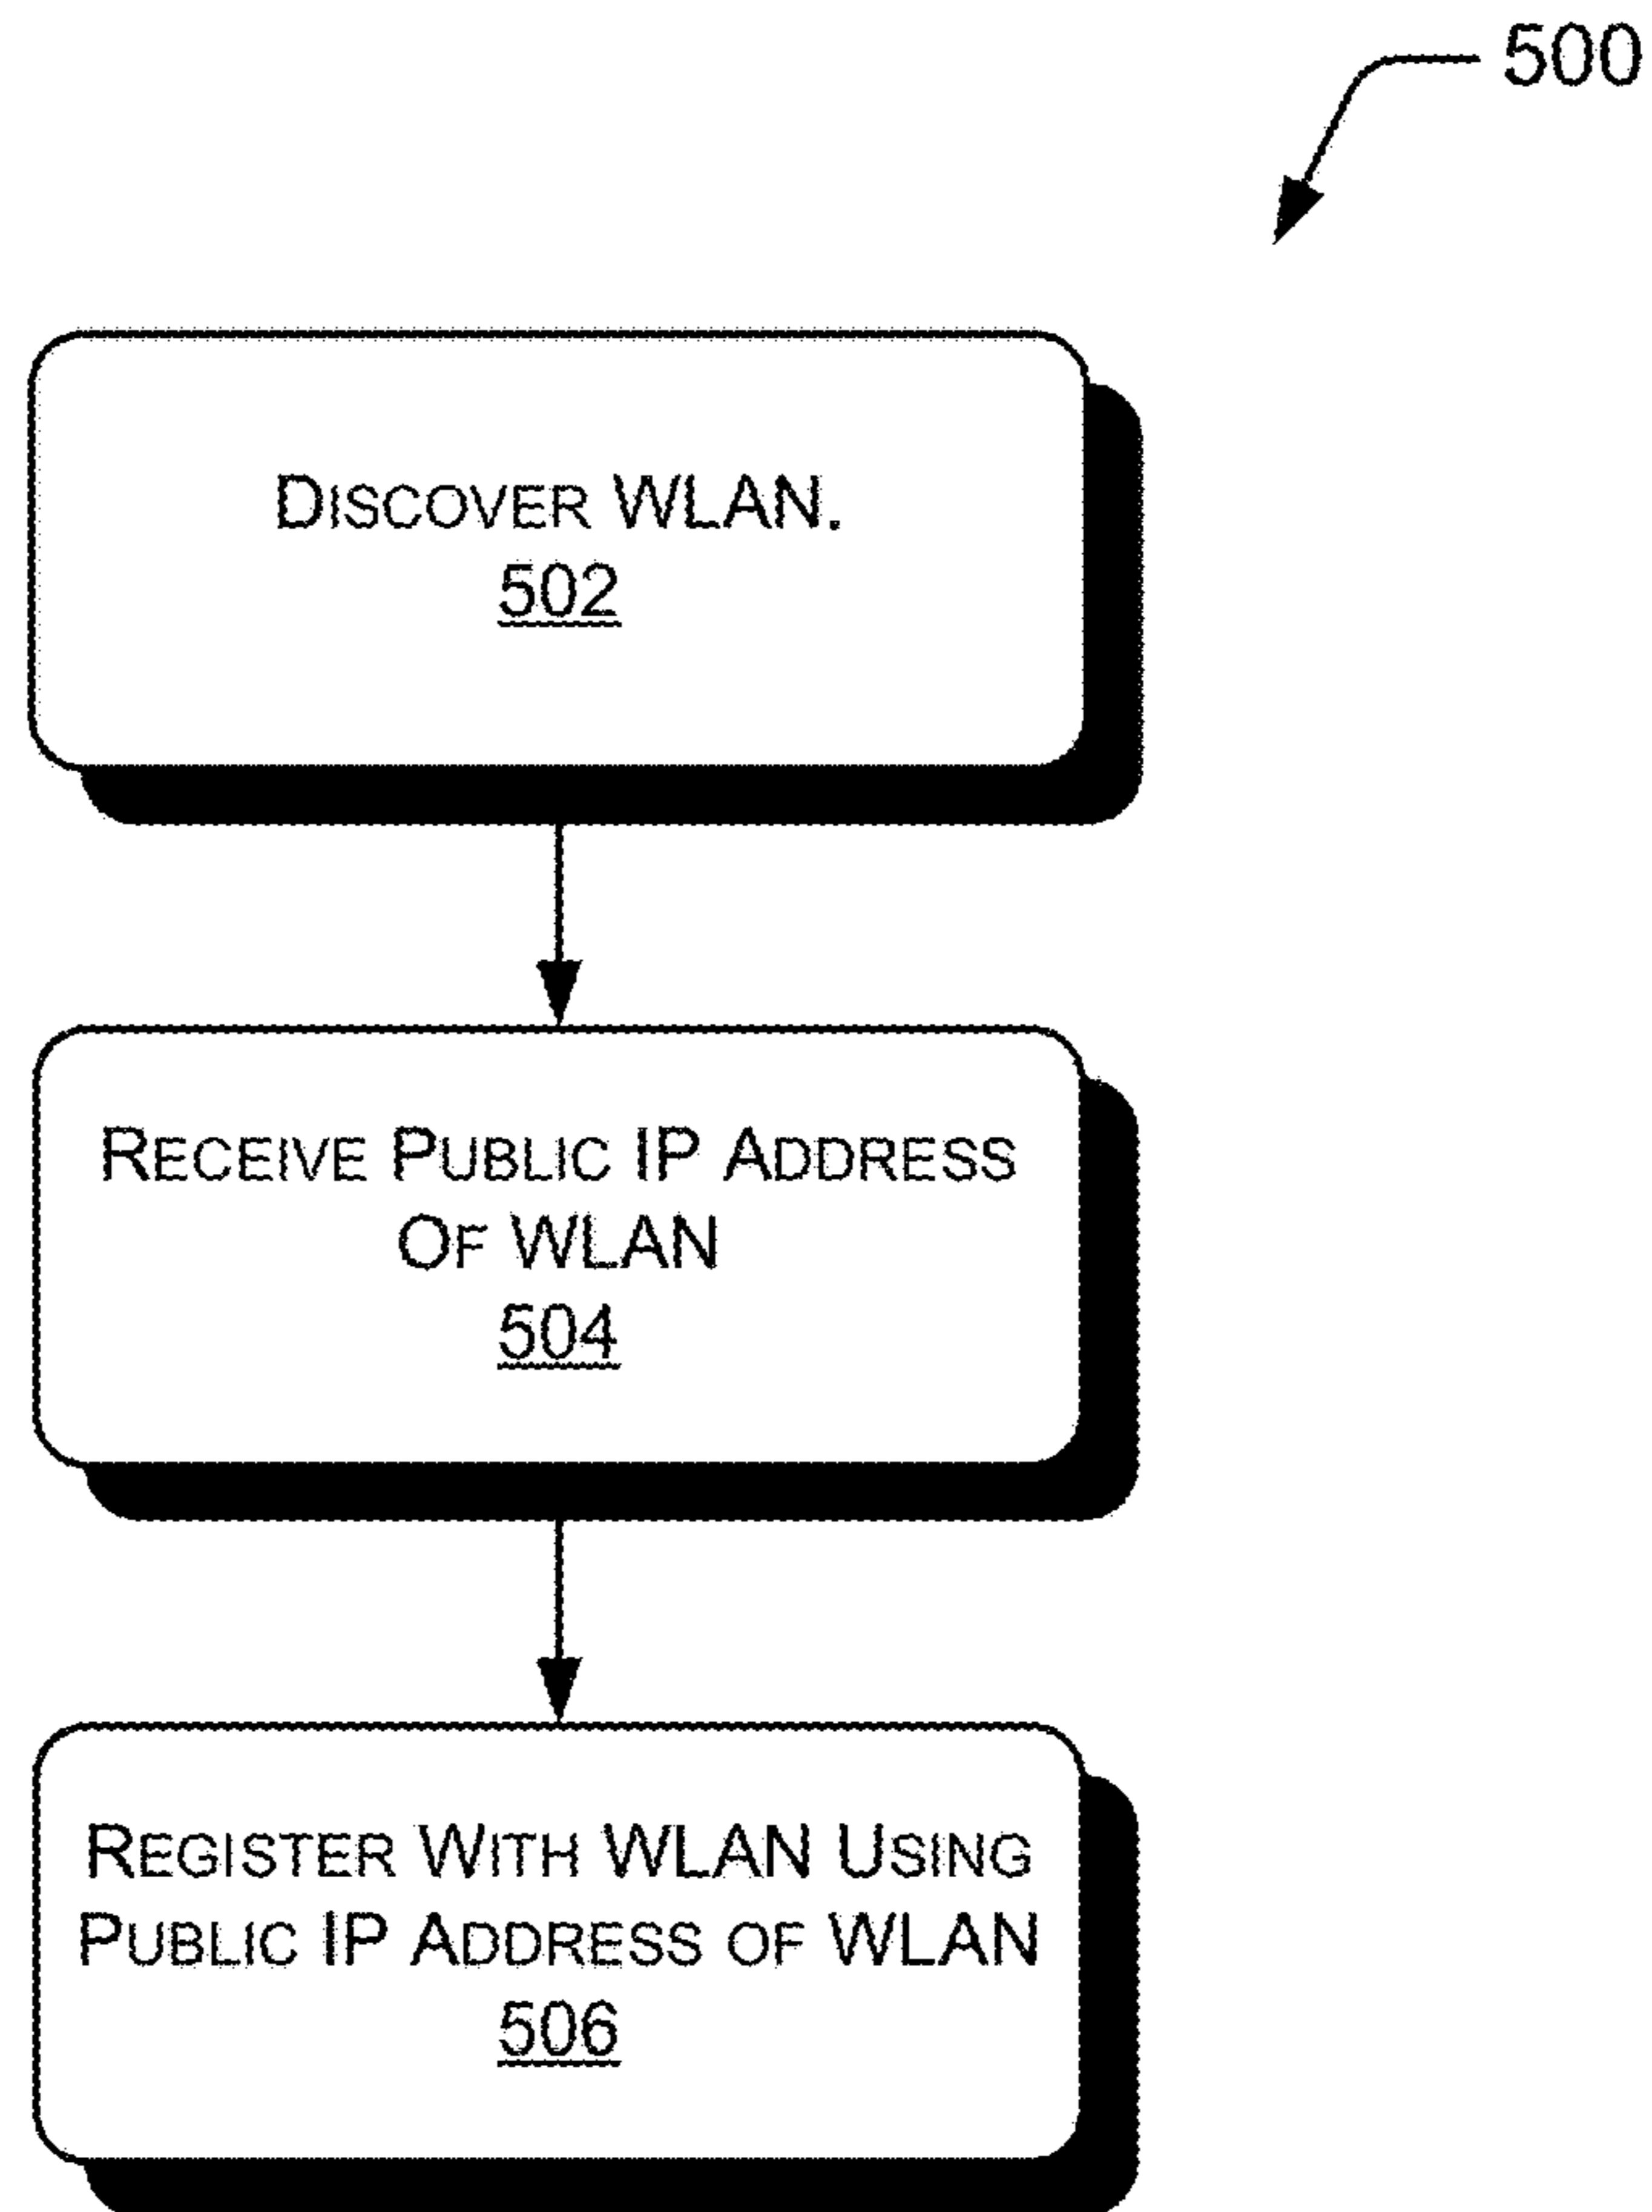 500
DISCOVER WLAN.
502
RECEIVE PUBLIC IP ADDRESS
OF WLAN
504
REGISTER WITH WLAN USING
PUBLIC IP ADDRESS OF WLAN
506